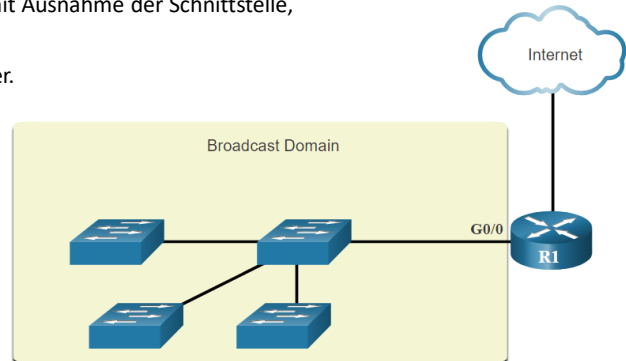 mit Ausnahme der Schnittstelle,
er.
Internet
Broadcast Domain
G0/0
R1